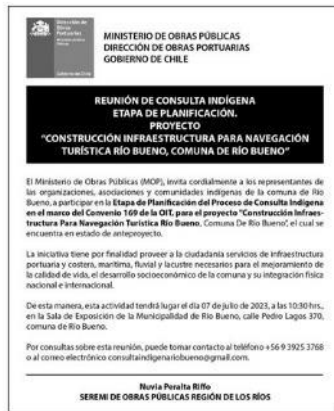 Dirección de
Obras
Portuarias
Gobierno de Chile
MINISTERIO DE OBRAS PÚBLICAS
DIRECCIÓN DE OBRAS PORTUARIAS
GOBIERNO DE CHILE
REUNIÓN DE CONSULTA INDÍGENA
ETAPA DE PLANIFICACIÓN.
PROYECTO
"CONSTRUCCIÓN INFRAESTRUCTURA PARA NAVEGACIÓN
TURÍSTICA RÍO BUENO, COMUNA DE RÍO BUENO"
El Ministerio de Obras Públicas (MOP), invita cordialmente a los representantes de
las organizaciones, asociaciones y comunidades indígenas de la comuna de Río
Bueno, a participar en la Etapa de Planificación del Proceso de Consulta Indígena
en el marco del Convenio 169 de la OIT, para el proyecto "Construcción Infraes-
tructura Para Navegación Turística Río Bueno, Comuna De Río Bueno", el cual se
encuentra en estado de anteproyecto.
La iniciativa tiene por finalidad proveer a la ciudadanía servicios de infraestructura
portuaria y costera, marítima, fluvial y lacustre necesarios para el mejoramiento de
la calidad de vida, el desarrollo socioeconómico de la comuna y su integración física
nacional e internacional.
De esta manera, esta actividad tendrá lugar el día 07 de julio de 2023, a las 10:30 hrs.,
en la Sala de Exposición de la Municipalidad de Río Bueno, calle Pedro Lagos 370,
comuna de Río Bueno.
Por consultas sobre esta reunión, puede tomar contacto al teléfono +56 9 3925 3768
o al correo electrónico consultaindigenariobueno@gmail.com.
Nuvia Peralta Riffo
SEREMI DE OBRAS PÚBLICAS REGIÓN DE LOS RÍOS